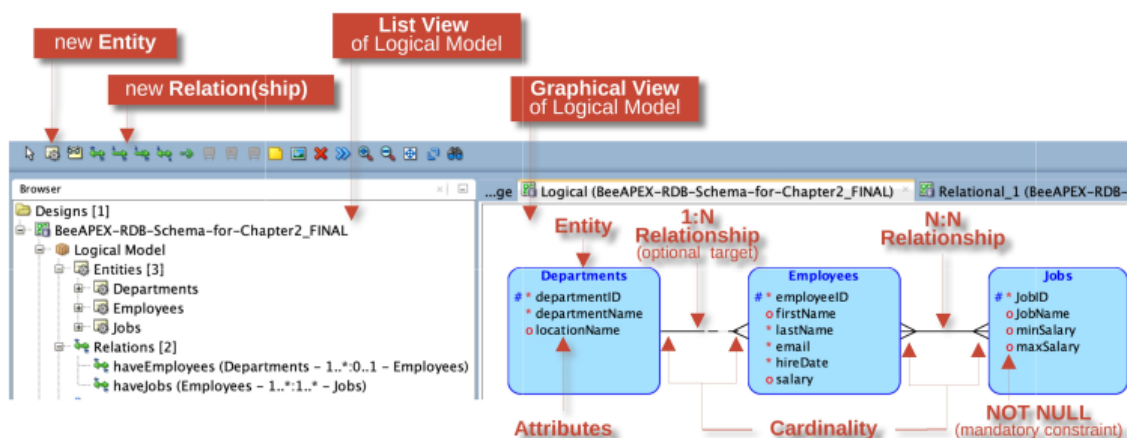 new Entity
List View
of Logical Model
new Relation(ship)
Graphical View
of Logical Model
Browser
Designs [1]
BeeAPEX-RDB-Schema-for-Chapter2_FINAL
Logical Model
Entities [3]
Departments
Employees
Jobs
Relations [2]
haveEmployees (Departments - 1..*:0..1 - Employees)
haveJobs (Employees - 1..*:1..* - Jobs)
...ge
Logical (BeeAPEX-RDB-Schema-for-Chapter2_FINAL)
Relational_1 (BeeAPEX-RDB-
Entity
1:N
Relationship
(optional target)
N:N
Relationship
Departments
# * departmentID
* departmentName
o locationName
Employees
# * employeeID
o firstName
* lastName
* email
* hireDate
o salary
Jobs
# * JobID
o JobName
o minSalary
o maxSalary
Attributes
Cardinality
NOT NULL
(mandatory constraint)